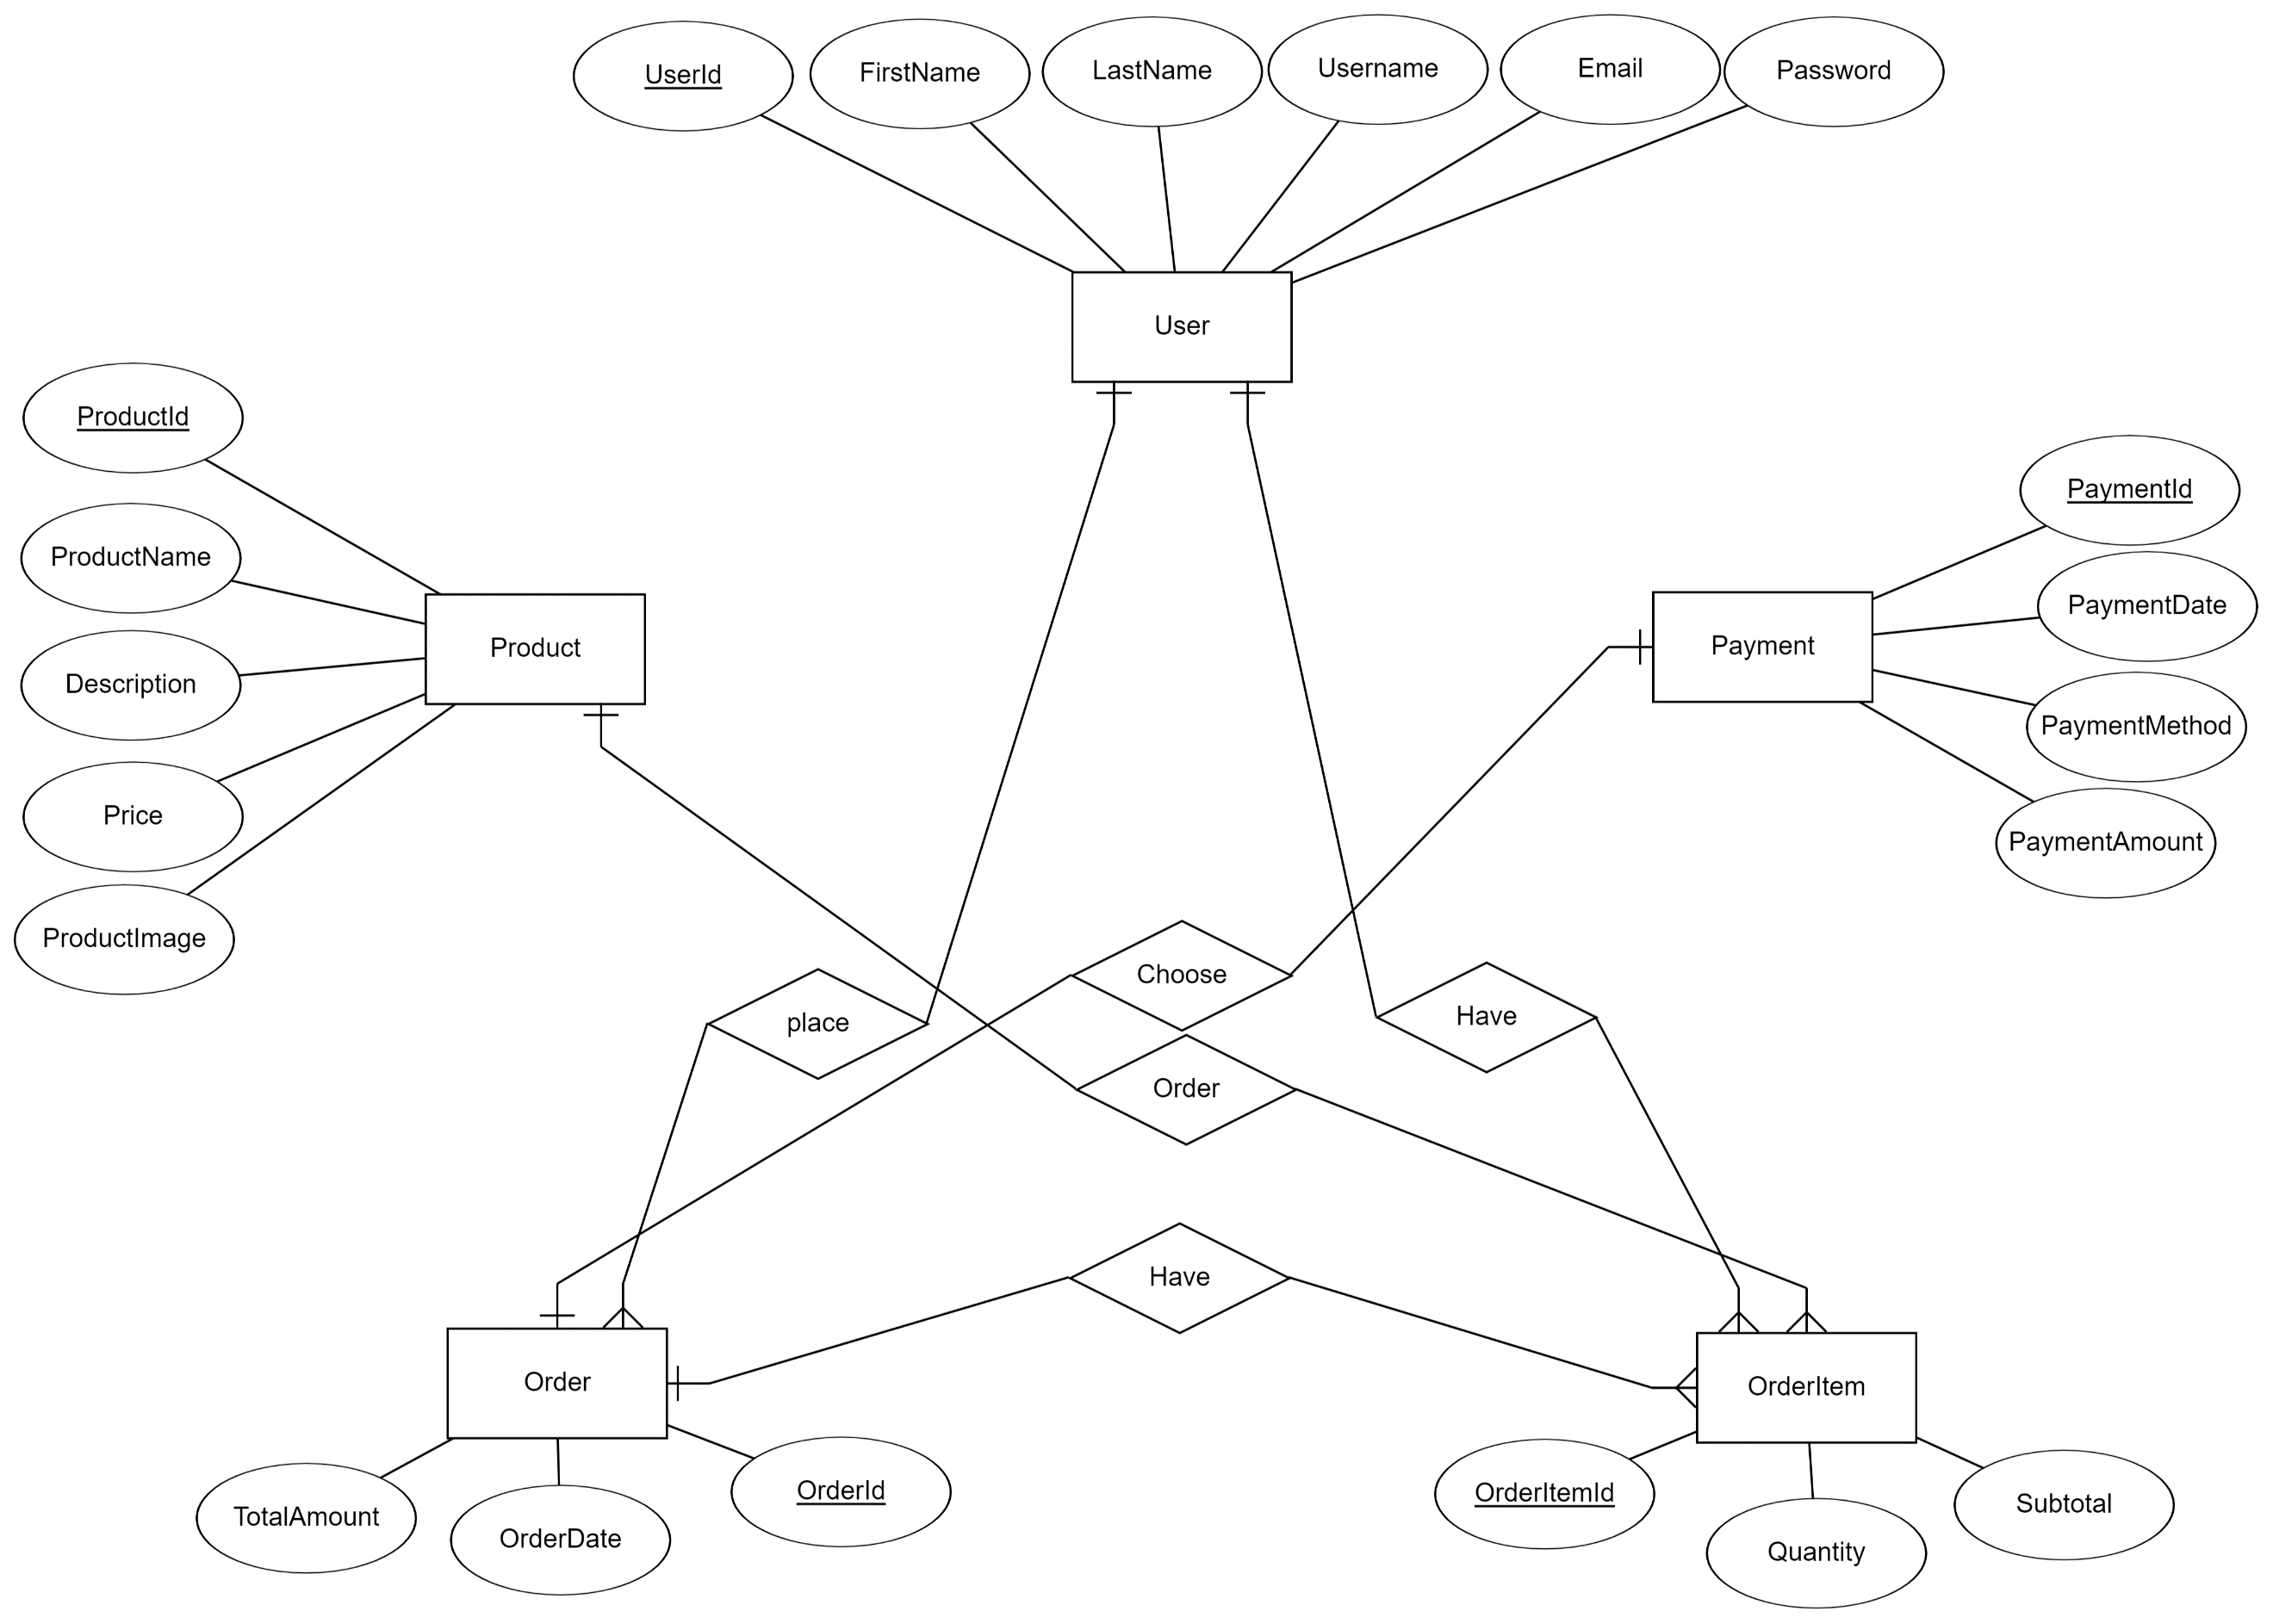 UserId
FirstName
LastName
Username
Email
Password
User
ProductId
ProductName
Description
Price
ProductImage
Product
PaymentId
PaymentDate
PaymentMethod
PaymentAmount
Payment
Choose
place
Have
Order
Have
Order
OrderItem
TotalAmount
OrderDate
OrderId
OrderItemId
Quantity
Subtotal